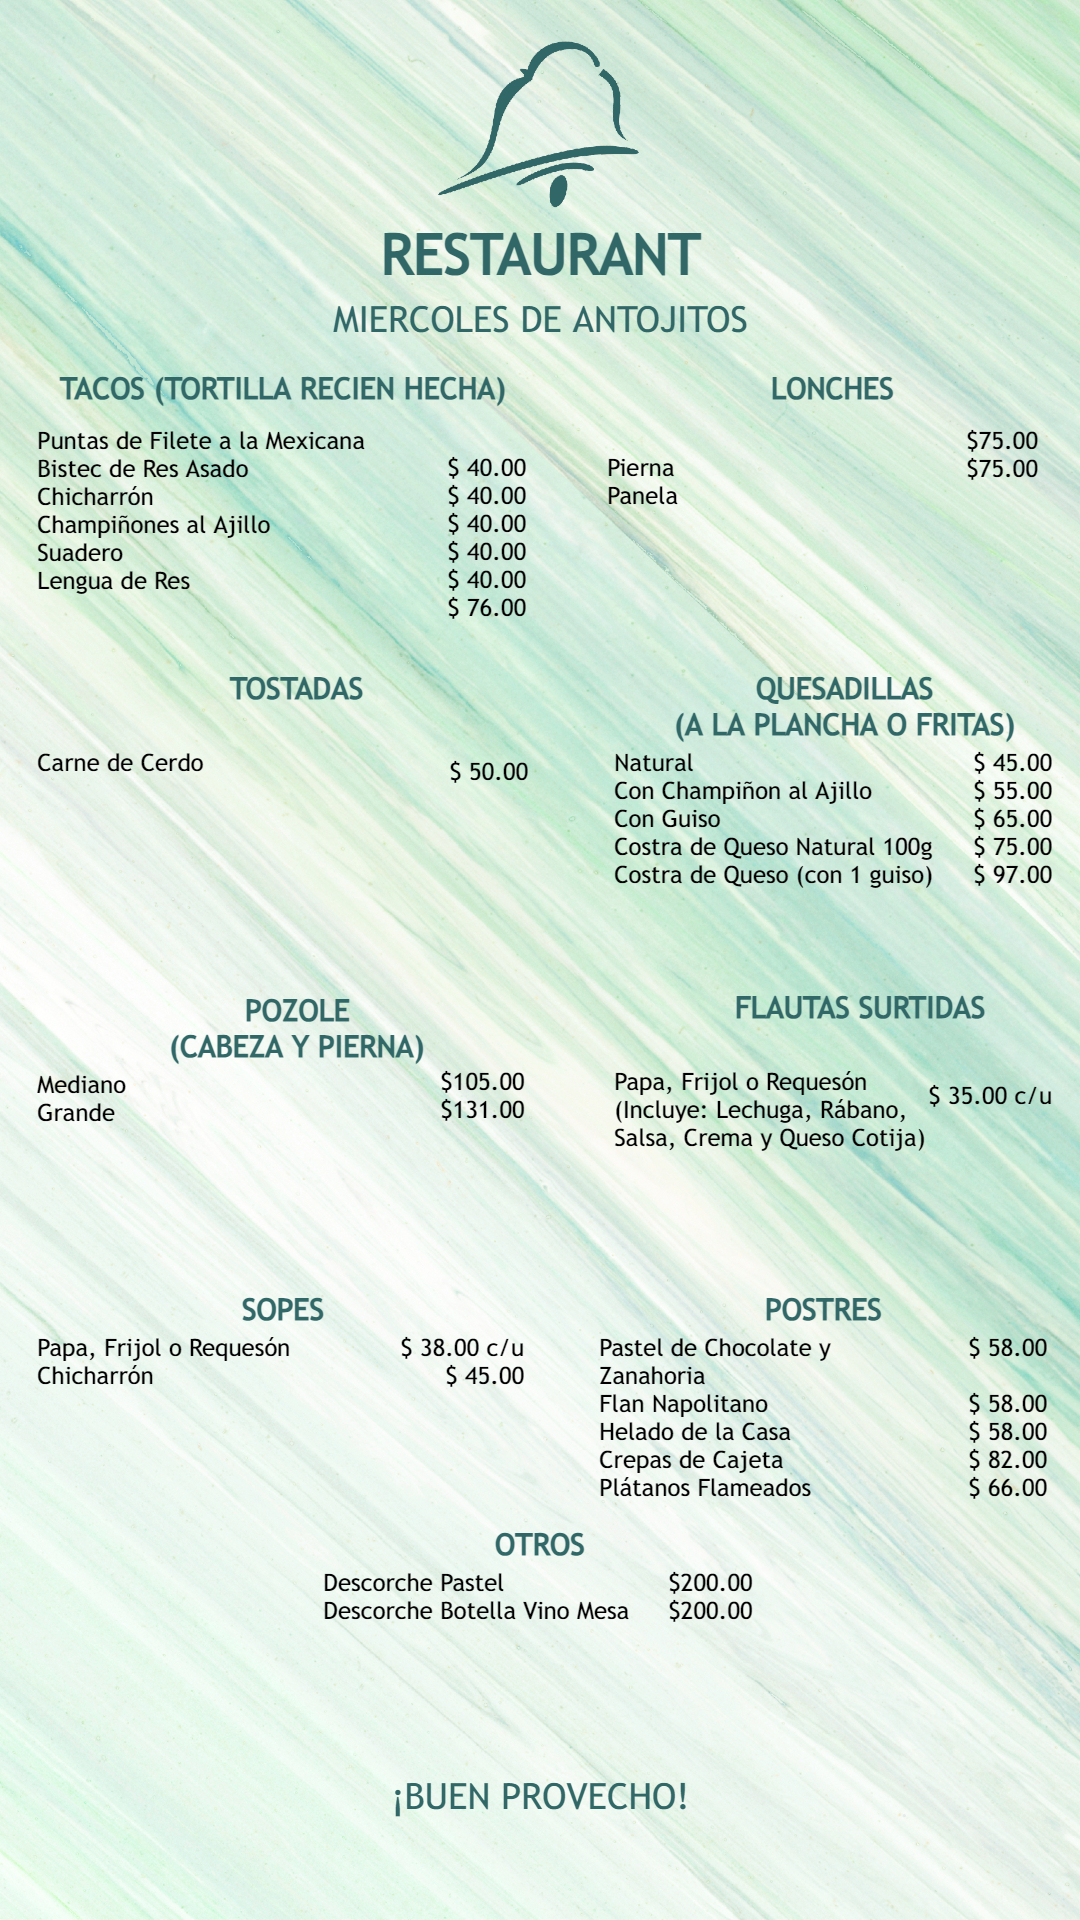 RESTAURANT
MIERCOLES DE ANTOJITOS
TACOS (TORTILLA RECIEN HECHA)
Puntas de Filete a la Mexicana
Bistec de Res Asado
Chicharrón
Champiñones al Ajillo
Suadero
Lengua de Res
$ 40.00
$ 40.00
$ 40.00
$ 40.00
$ 40.00
$ 76.00
LONCHES
Pierna
Panela
$75.00
$75.00
TOSTADAS
Carne de Cerdo $ 50.00
QUESADILLAS
(A LA PLANCHA O FRITAS)
Natural $ 45.00
Con Champiñon al Ajillo $ 55.00
Con Guiso $ 65.00
Costra de Queso Natural 100g $ 75.00
Costra de Queso (con 1 guiso) $ 97.00
POZOLE
(CABEZA Y PIERNA)
Mediano $105.00
Grande $131.00
FLAUTAS SURTIDAS
Papa, Frijol o Requesón
(Incluye: Lechuga, Rábano,
Salsa, Crema y Queso Cotija)
$ 35.00 c/u
SOPES
Papa, Frijol o Requesón $ 38.00 c/u
Chicharrón $ 45.00
POSTRES
Pastel de Chocolate y $ 58.00
Zanahoria
Flan Napolitano $ 58.00
Helado de la Casa $ 58.00
Crepas de Cajeta $ 82.00
Plátanos Flameados $ 66.00
OTROS
Descorche Pastel $200.00
Descorche Botella Vino Mesa $200.00
¡BUEN PROVECHO!